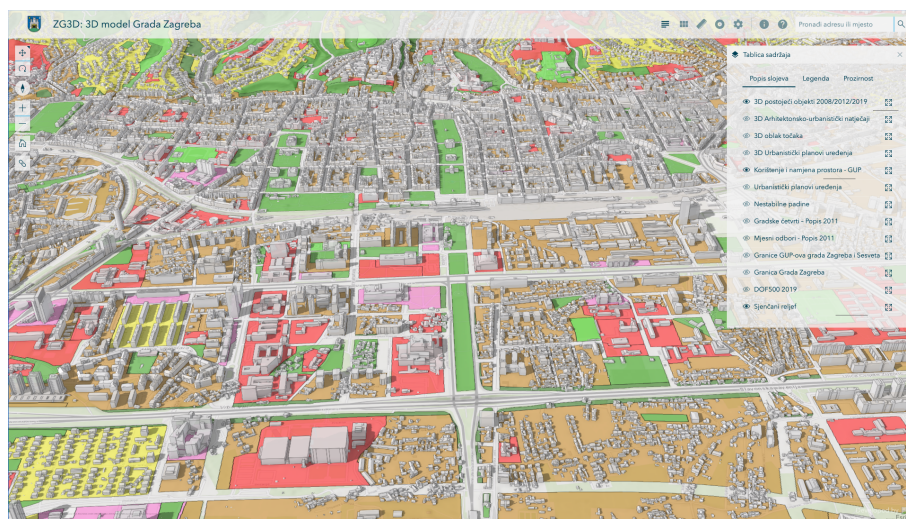 ZG3D: 3D model Grada Zagreba
Pronađi adresu ili mjesto
Tablica sadržaja
Popis slojeva Legenda Prozirnost
3D postojeći objekti 2008/2012/2019
3D Arhitektonsko-urbanistički natječaji
3D oblak točaka
3D Urbanistički planovi uređenja
Korištenje i namjena prostora - GUP
Urbanistički planovi uređenja
Nestabilne padine
Gradske četvrti - Popis 2011
Mjesni odbori - Popis 2011
Granice GUP-ova grada Zagreba i Sesveta
Granica Grada Zagreba
DOF500 2019
Sjenčani reljef